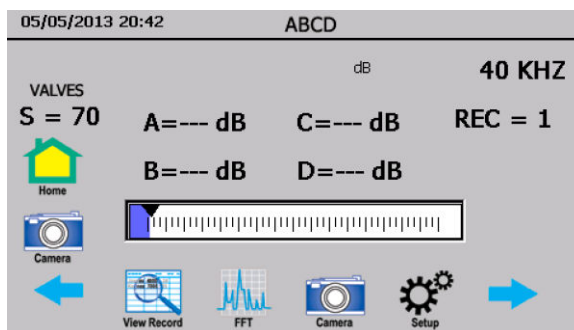 05/05/2013 20:42 ABCD
dB 40 KHZ
VALVES
S = 70 A=--- dB C=--- dB REC = 1
B=--- dB D=--- dB
Home
Camera
View Record FFT Camera Setup